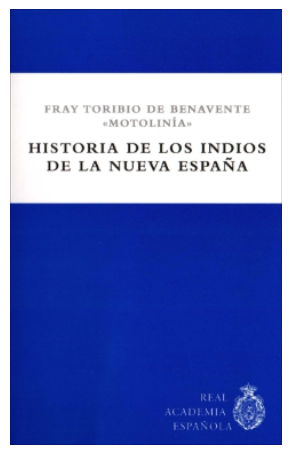 FRAY TORIBIO DE BENAVENTE
«MOTOLINÍA»
HISTORIA DE LOS INDIOS
DE LA NUEVA ESPAÑA
REAL
ACADEMIA
ESPAÑOLA